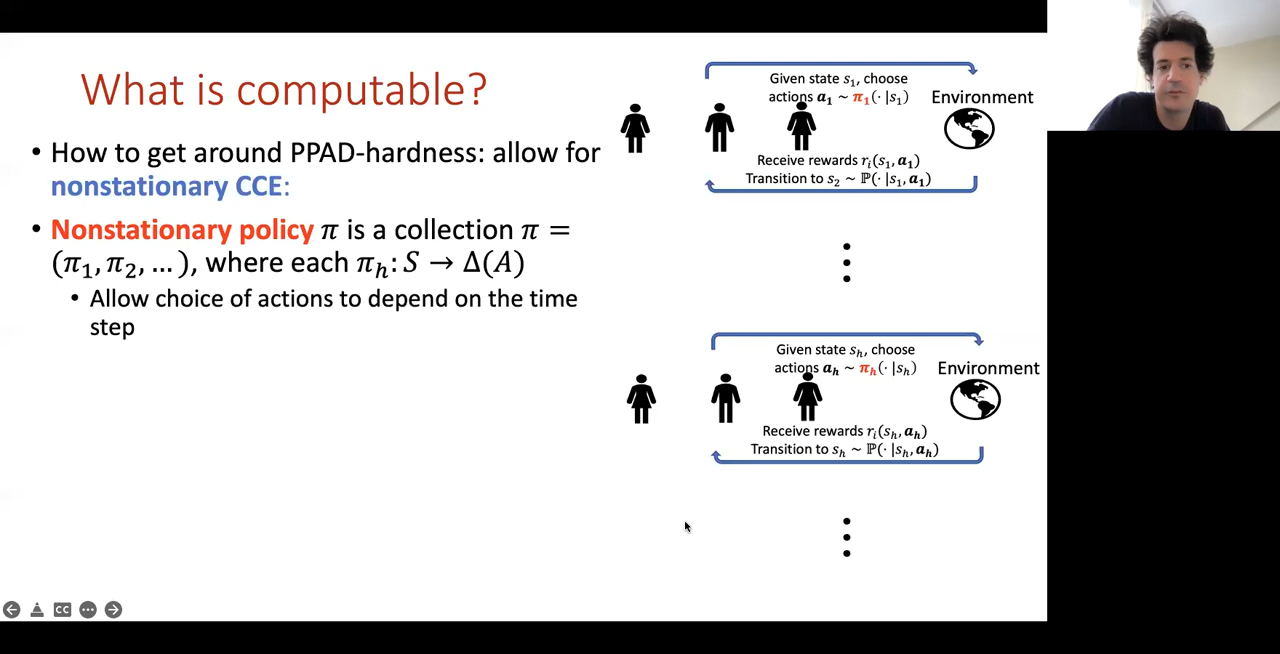 What is computable?
• How to get around PPAD-hardness: allow for
nonstationary CCE:
• Nonstationary policy π is a collection π =
(π₁, π₂, … ), where each πₕ: S → Δ(A)
• Allow choice of actions to depend on the time
step
Given state s₁, choose
actions a₁ ~ π₁(· |s₁)
Environment
Receive rewards rᵢ(s₁, a₁)
Transition to s₂ ~ ℙ(· |s₁, a₁)
Given state sₕ, choose
actions aₕ ~ πₕ(· |sₕ)
Environment
Receive rewards rᵢ(sₕ, aₕ)
Transition to sₕ ~ ℙ(· |sₕ, aₕ)
CC